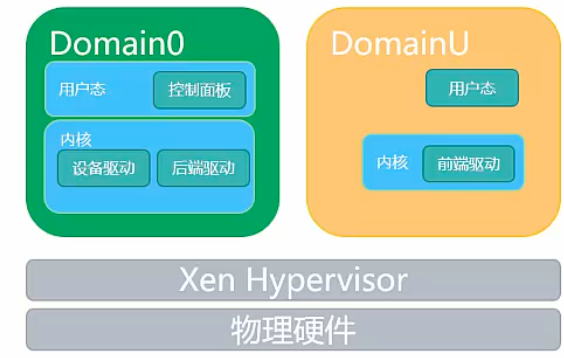 Domain0
用户态
控制面板
内核
设备驱动
后端驱动
DomainU
用户态
内核
前端驱动
Xen Hypervisor
物理硬件